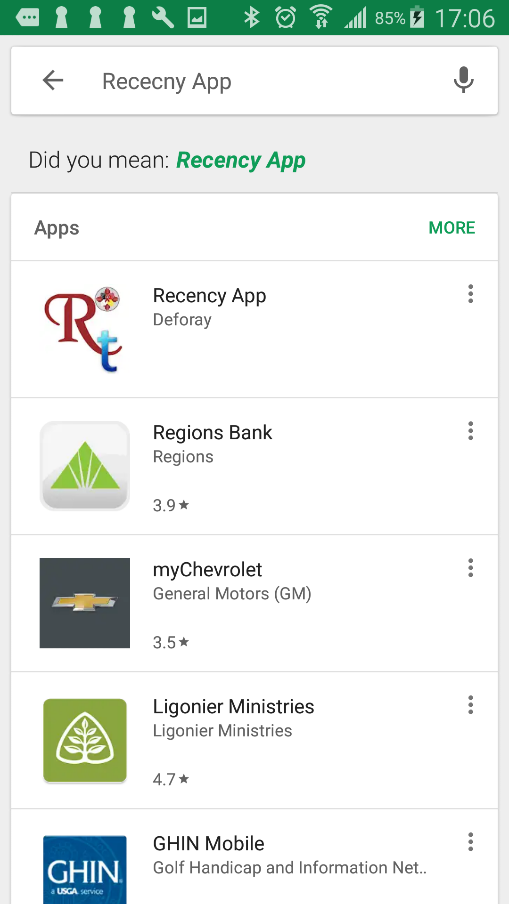 85% 17:06
Rececny App
Did you mean: Recency App
Apps MORE
Rt
Recency App
Deforay
Regions Bank
Regions
3.9★
myChevrolet
General Motors (GM)
3.5★
Ligonier Ministries
Ligonier Ministries
4.7★
GHIN Mobile
Golf Handicap and Information Net..
GHIN
a USGA service